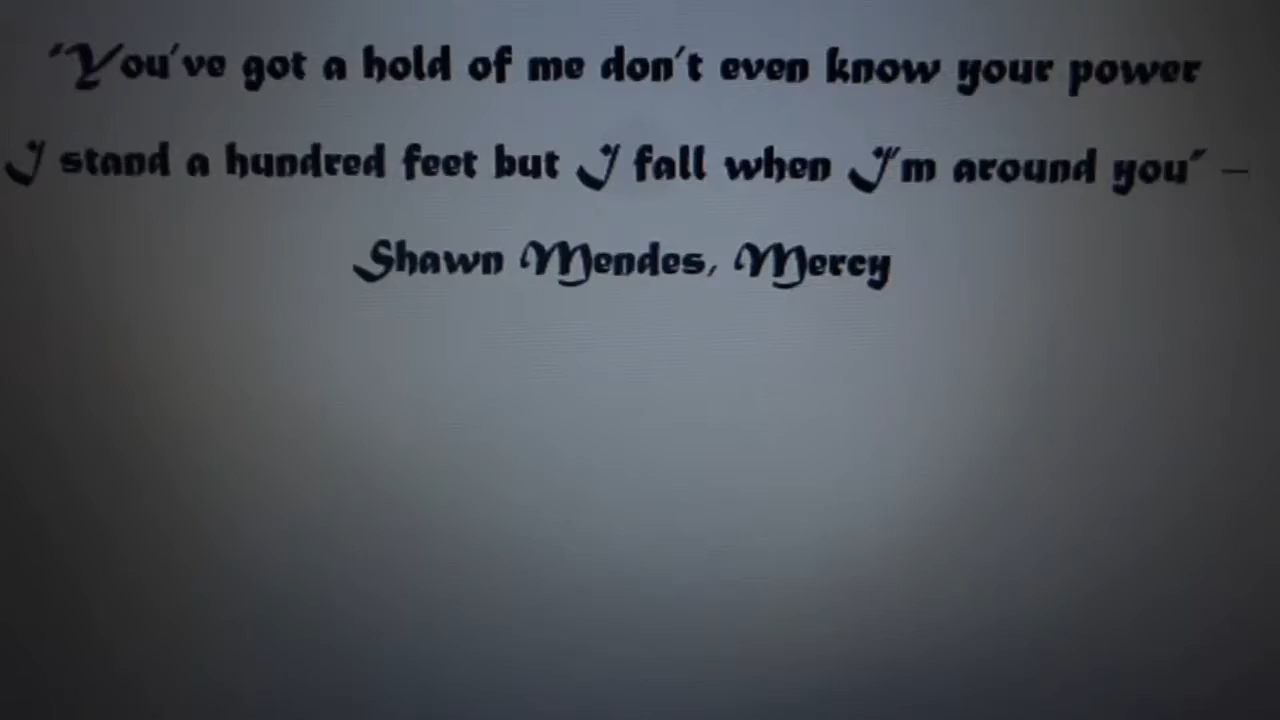 "You've got a hold of me don't even know your power
I stand a hundred feet but I fall when I'm around you" –
Shawn Mendes, Mercy